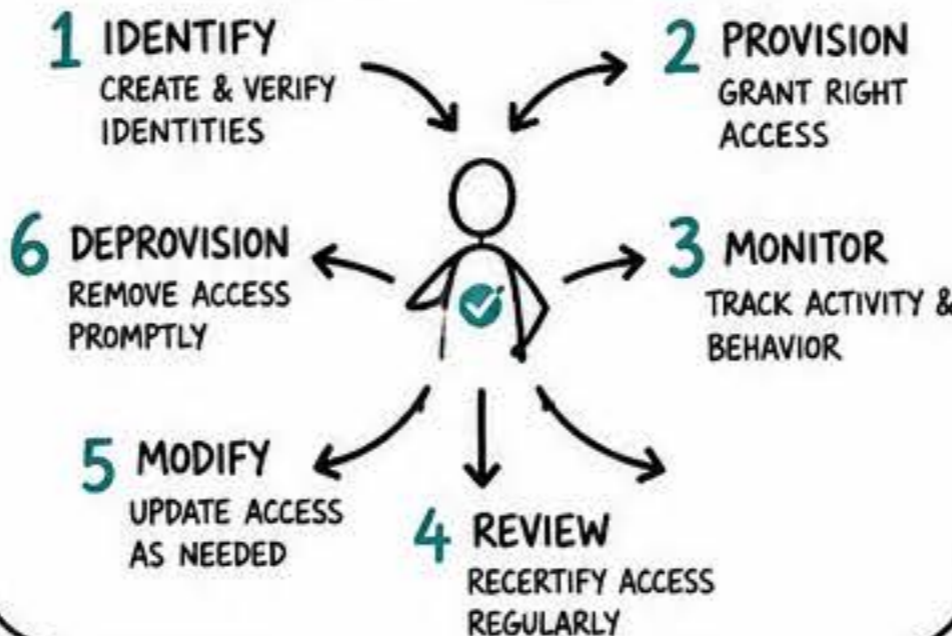 1 IDENTIFY
CREATE & VERIFY
IDENTITIES
2 PROVISION
GRANT RIGHT
ACCESS
3 MONITOR
TRACK ACTIVITY &
BEHAVIOR
4 REVIEW
RECERTIFY ACCESS
REGULARLY
5 MODIFY
UPDATE ACCESS
AS NEEDED
6 DEPROVISION
REMOVE ACCESS
PROMPTLY